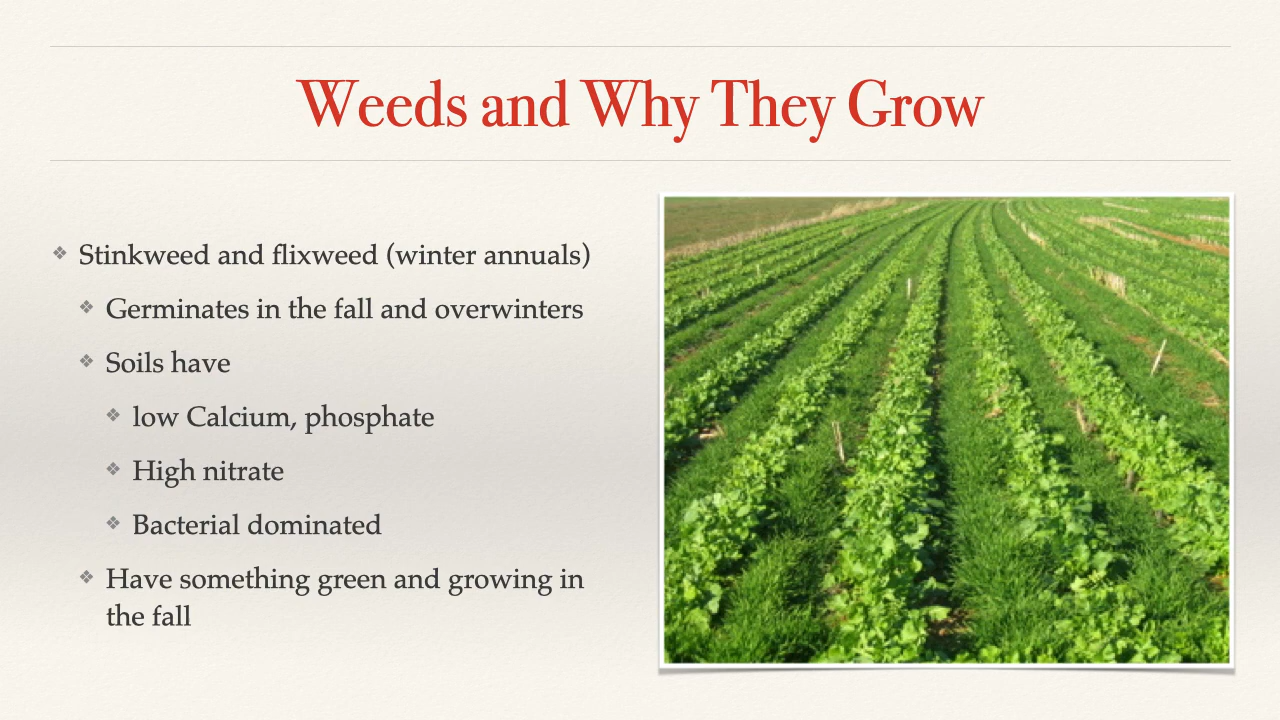 Weeds and Why They Grow
❖ Stinkweed and flixweed (winter annuals)
❖ Germinates in the fall and overwinters
❖ Soils have
❖ low Calcium, phosphate
❖ High nitrate
❖ Bacterial dominated
❖ Have something green and growing in
the fall